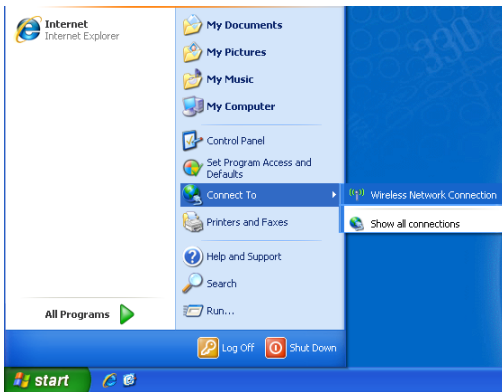 Internet
Internet Explorer
My Documents
My Pictures
My Music
My Computer
Control Panel
Set Program Access and
Defaults
Connect To
Printers and Faxes
Help and Support
Search
Run...
Wireless Network Connection
Show all connections
All Programs
Log Off
Shut Down
start